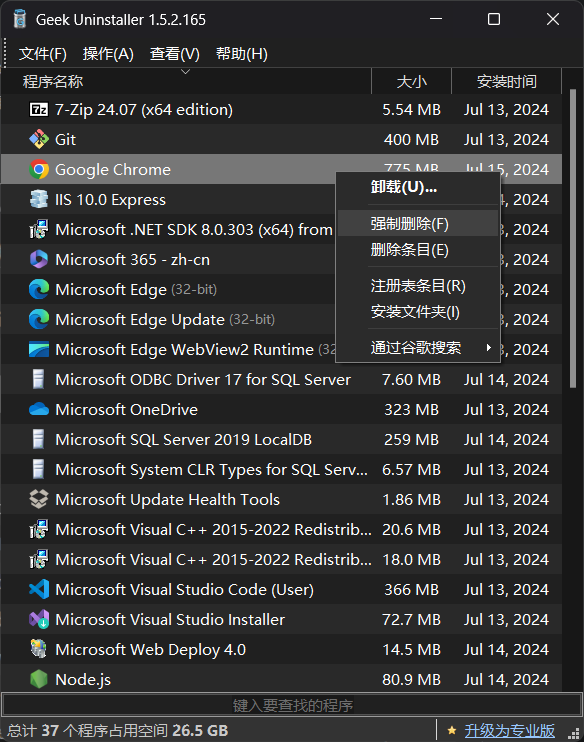 Geek Uninstaller 1.5.2.165
文件(F) 操作(A) 查看(V) 帮助(H)
程序名称 大小 安装时间
7-Zip 24.07 (x64 edition) 5.54 MB Jul 13, 2024
Git 400 MB Jul 13, 2024
Google Chrome 775 MB Jul 15, 2024
IIS 10.0 Express 4, 2024
Microsoft .NET SDK 8.0.303 (x64) from 3, 2024
Microsoft 365 - zh-cn 3, 2024
Microsoft Edge (32-bit) 3, 2024
Microsoft Edge Update (32-bit) 3, 2024
Microsoft Edge WebView2 Runtime (32 3, 2024
卸载(U)...
强制删除(F)
删除条目(E)
注册表条目(R)
安装文件夹(I)
通过谷歌搜索
Microsoft ODBC Driver 17 for SQL Server 7.60 MB Jul 14, 2024
Microsoft OneDrive 323 MB Jul 13, 2024
Microsoft SQL Server 2019 LocalDB 259 MB Jul 14, 2024
Microsoft System CLR Types for SQL Serv... 6.57 MB Jul 13, 2024
Microsoft Update Health Tools 1.86 MB Jul 13, 2024
Microsoft Visual C++ 2015-2022 Redistrib... 20.6 MB Jul 13, 2024
Microsoft Visual C++ 2015-2022 Redistrib... 18.0 MB Jul 13, 2024
Microsoft Visual Studio Code (User) 366 MB Jul 13, 2024
Microsoft Visual Studio Installer 72.7 MB Jul 13, 2024
Microsoft Web Deploy 4.0 14.5 MB Jul 14, 2024
Node.js 80.9 MB Jul 14, 2024
键入要查找的程序
总计 37 个程序占用空间 26.5 GB 升级为专业版